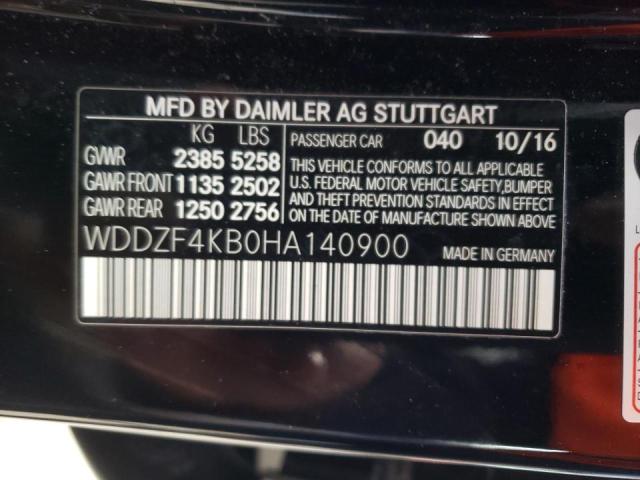 MFD BY DAIMLER AG STUTTGART
KG LBS
GVWR 2385 5258
GAWR FRONT 1135 2502
GAWR REAR 1250 2756
PASSENGER CAR 040 10/16
THIS VEHICLE CONFORMS TO ALL APPLICABLE
U.S. FEDERAL MOTOR VEHICLE SAFETY,BUMPER
AND THEFT PREVENTION STANDARDS IN EFFECT
ON THE DATE OF MANUFACTURE SHOWN ABOVE.
WDDZF4KB0HA140900
MADE IN GERMANY